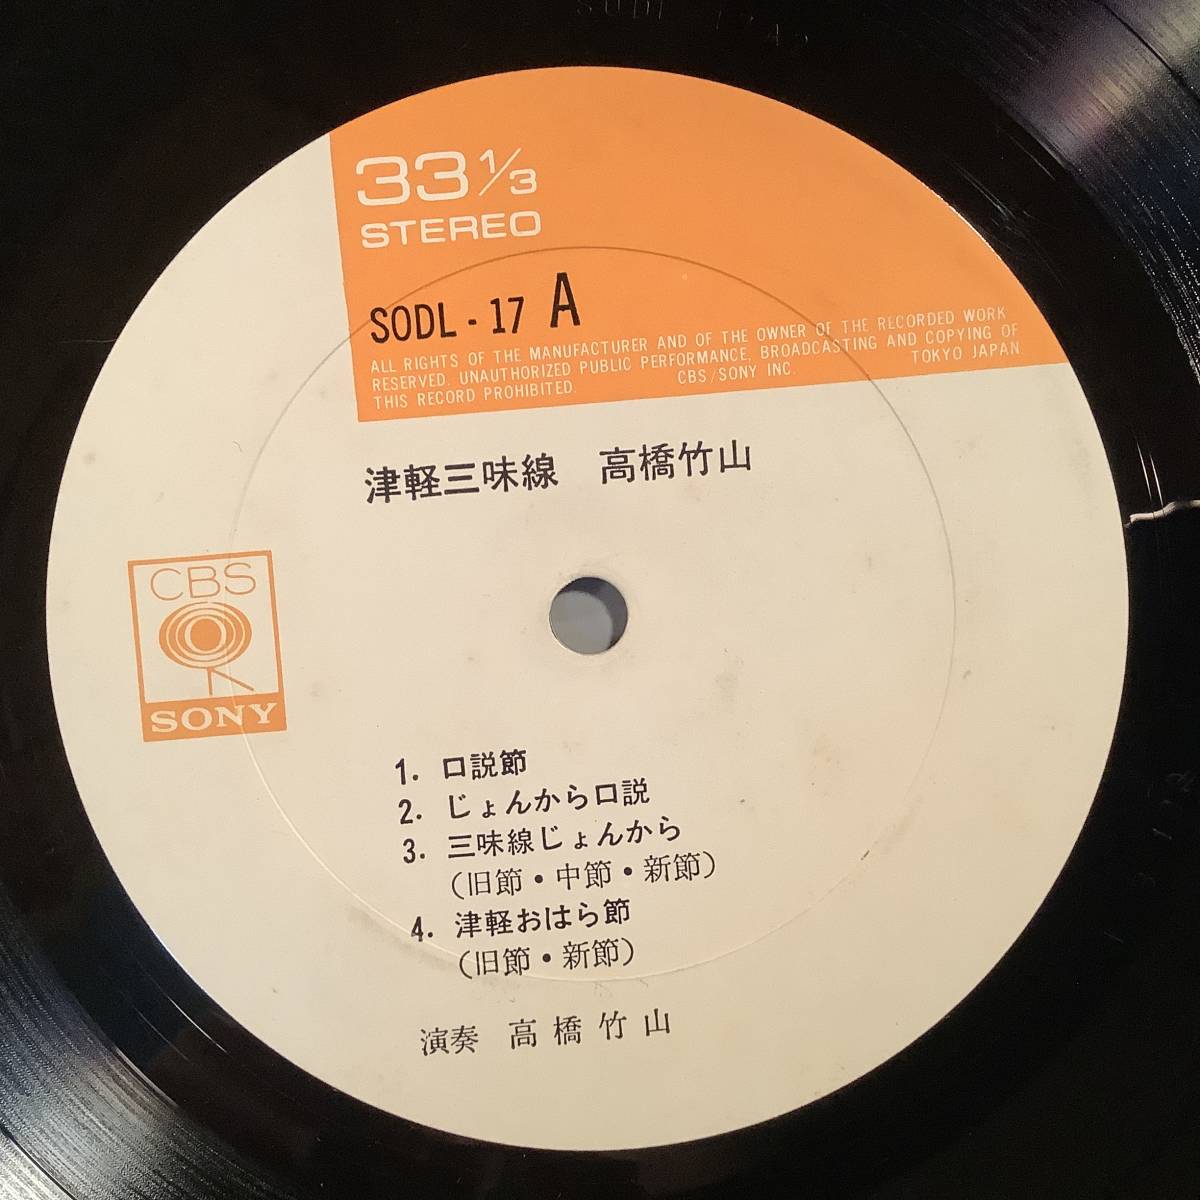 33 1/3
STEREO
SODL - 17 A
ALL RIGHTS OF THE MANUFACTURER AND OF THE OWNER OF THE RECORDED WORK
RESERVED. UNAUTHORIZED PUBLIC PERFORMANCE, BROADCASTING AND COPYING OF
THIS RECORD PROHIBITED. CBS/SONY INC. TOKYO JAPAN.
津軽三味線 高橋竹山
CBS
SONY
1. 口説節
2. じょんから口説
3. 三味線じょんから
(旧節・中節・新節)
4. 津軽おはら節
(旧節・新節)
演奏 高橋竹山